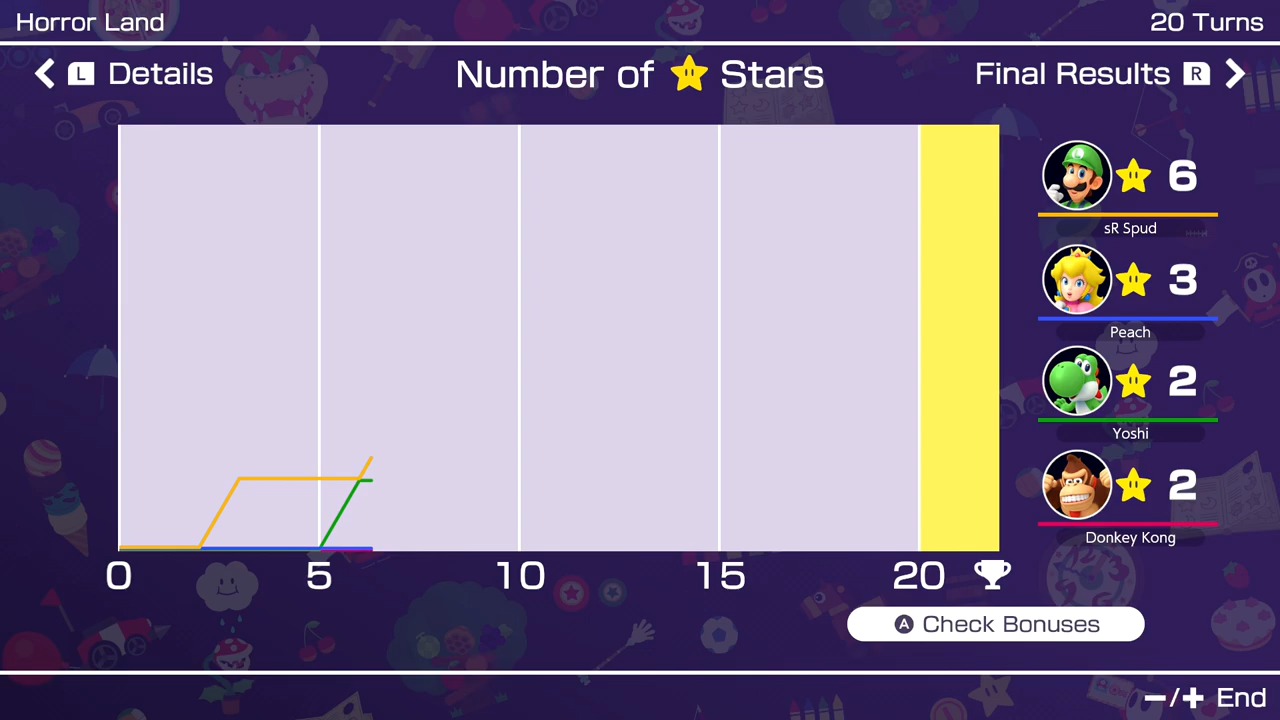 Horror Land
20 Turns
L Details
Number of Stars
Final Results R
6
sR Spud
3
Peach
2
Yoshi
2
Donkey Kong
0 5 10 15 20
A Check Bonuses
−/+ End